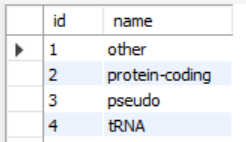 id name
1 other
2 protein-coding
3 pseudo
4 tRNA